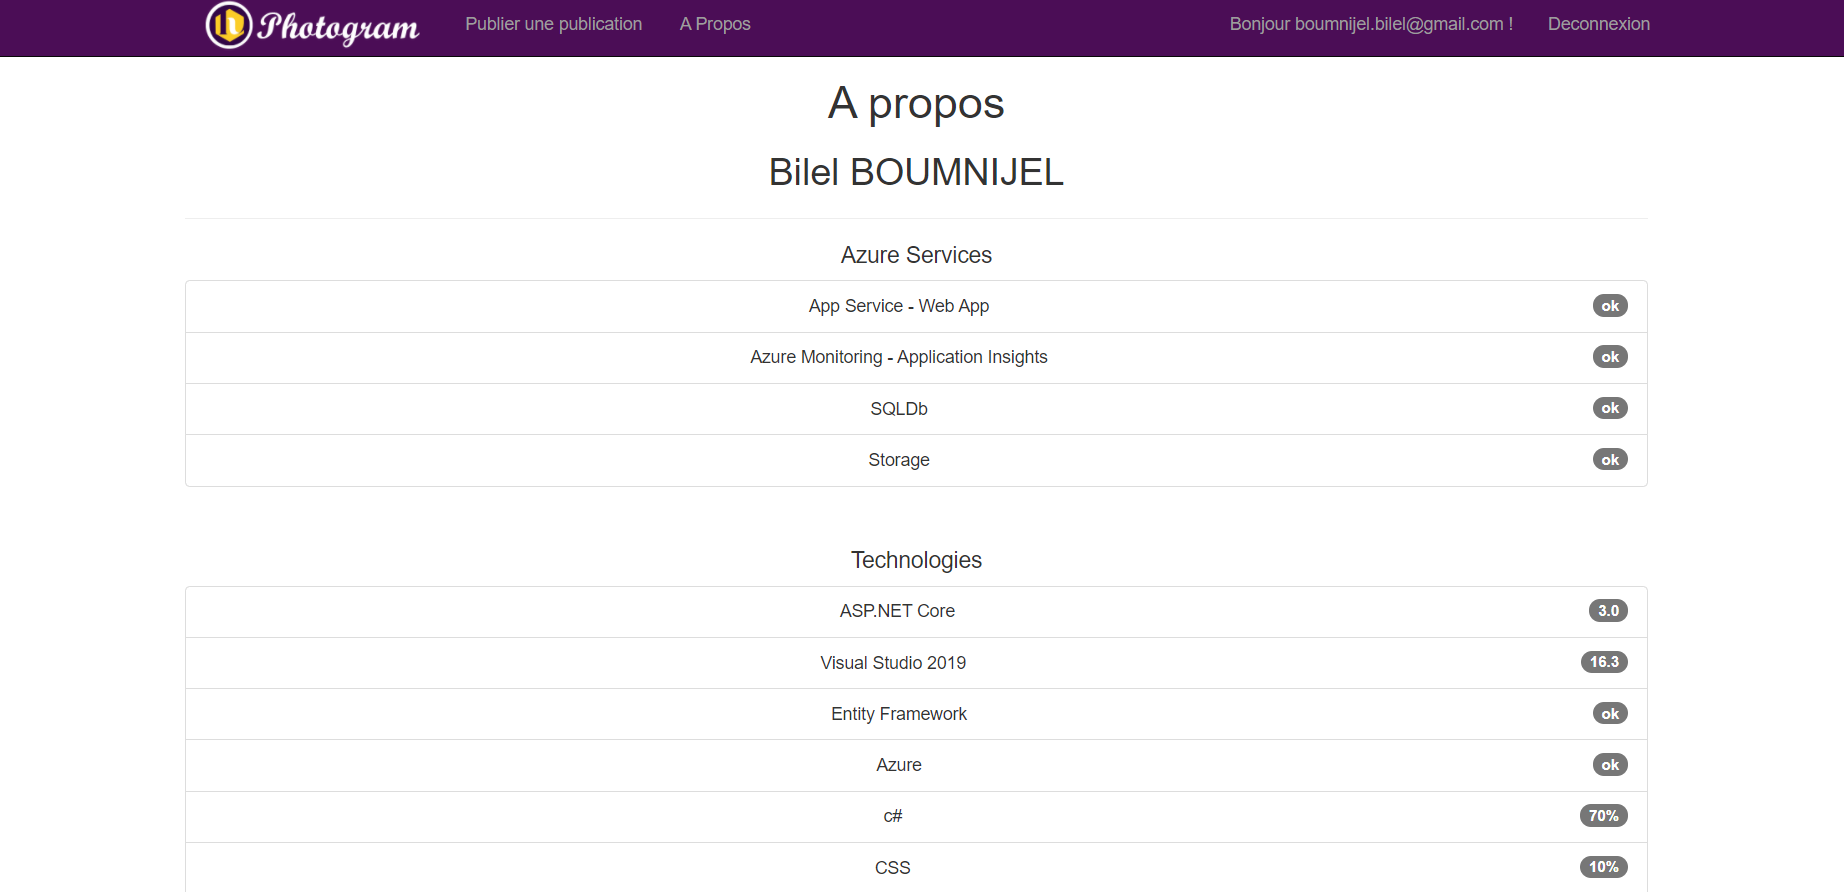 Photogram Publier une publication A Propos Bonjour boumnijel.bilel@gmail.com ! Deconnexion
A propos
Bilel BOUMNIJEL
Azure Services
App Service - Web App ok
Azure Monitoring - Application Insights ok
SQLDb ok
Storage ok
Technologies
ASP.NET Core 3.0
Visual Studio 2019 16.3
Entity Framework ok
Azure ok
c# 70%
CSS 10%